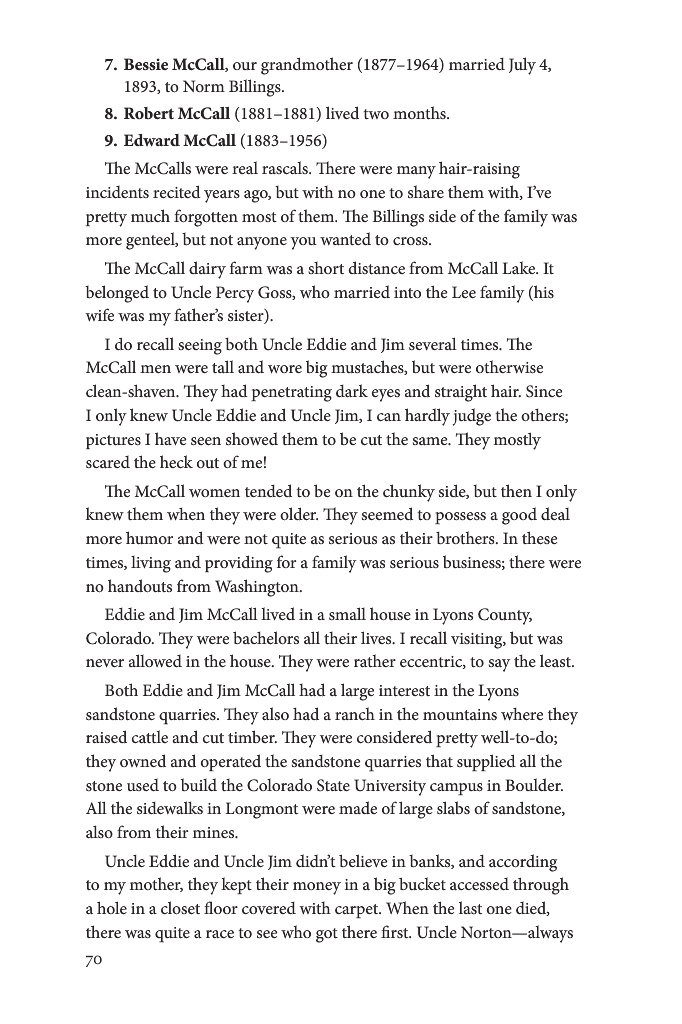 7. Bessie McCall, our grandmother (1877–1964) married July 4,
1893, to Norm Billings.
8. Robert McCall (1881–1881) lived two months.
9. Edward McCall (1883–1956)
The McCalls were real rascals. There were many hair-raising
incidents recited years ago, but with no one to share them with, I’ve
pretty much forgotten most of them. The Billings side of the family was
more genteel, but not anyone you wanted to cross.
The McCall dairy farm was a short distance from McCall Lake. It
belonged to Uncle Percy Goss, who married into the Lee family (his
wife was my father’s sister).
I do recall seeing both Uncle Eddie and Jim several times. The
McCall men were tall and wore big mustaches, but were otherwise
clean-shaven. They had penetrating dark eyes and straight hair. Since
I only knew Uncle Eddie and Uncle Jim, I can hardly judge the others;
pictures I have seen showed them to be cut the same. They mostly
scared the heck out of me!
The McCall women tended to be on the chunky side, but then I only
knew them when they were older. They seemed to possess a good deal
more humor and were not quite as serious as their brothers. In these
times, living and providing for a family was serious business; there were
no handouts from Washington.
Eddie and Jim McCall lived in a small house in Lyons County,
Colorado. They were bachelors all their lives. I recall visiting, but was
never allowed in the house. They were rather eccentric, to say the least.
Both Eddie and Jim McCall had a large interest in the Lyons
sandstone quarries. They also had a ranch in the mountains where they
raised cattle and cut timber. They were considered pretty well-to-do;
they owned and operated the sandstone quarries that supplied all the
stone used to build the Colorado State University campus in Boulder.
All the sidewalks in Longmont were made of large slabs of sandstone,
also from their mines.
Uncle Eddie and Uncle Jim didn’t believe in banks, and according
to my mother, they kept their money in a big bucket accessed through
a hole in a closet floor covered with carpet. When the last one died,
there was quite a race to see who got there first. Uncle Norton—always
70